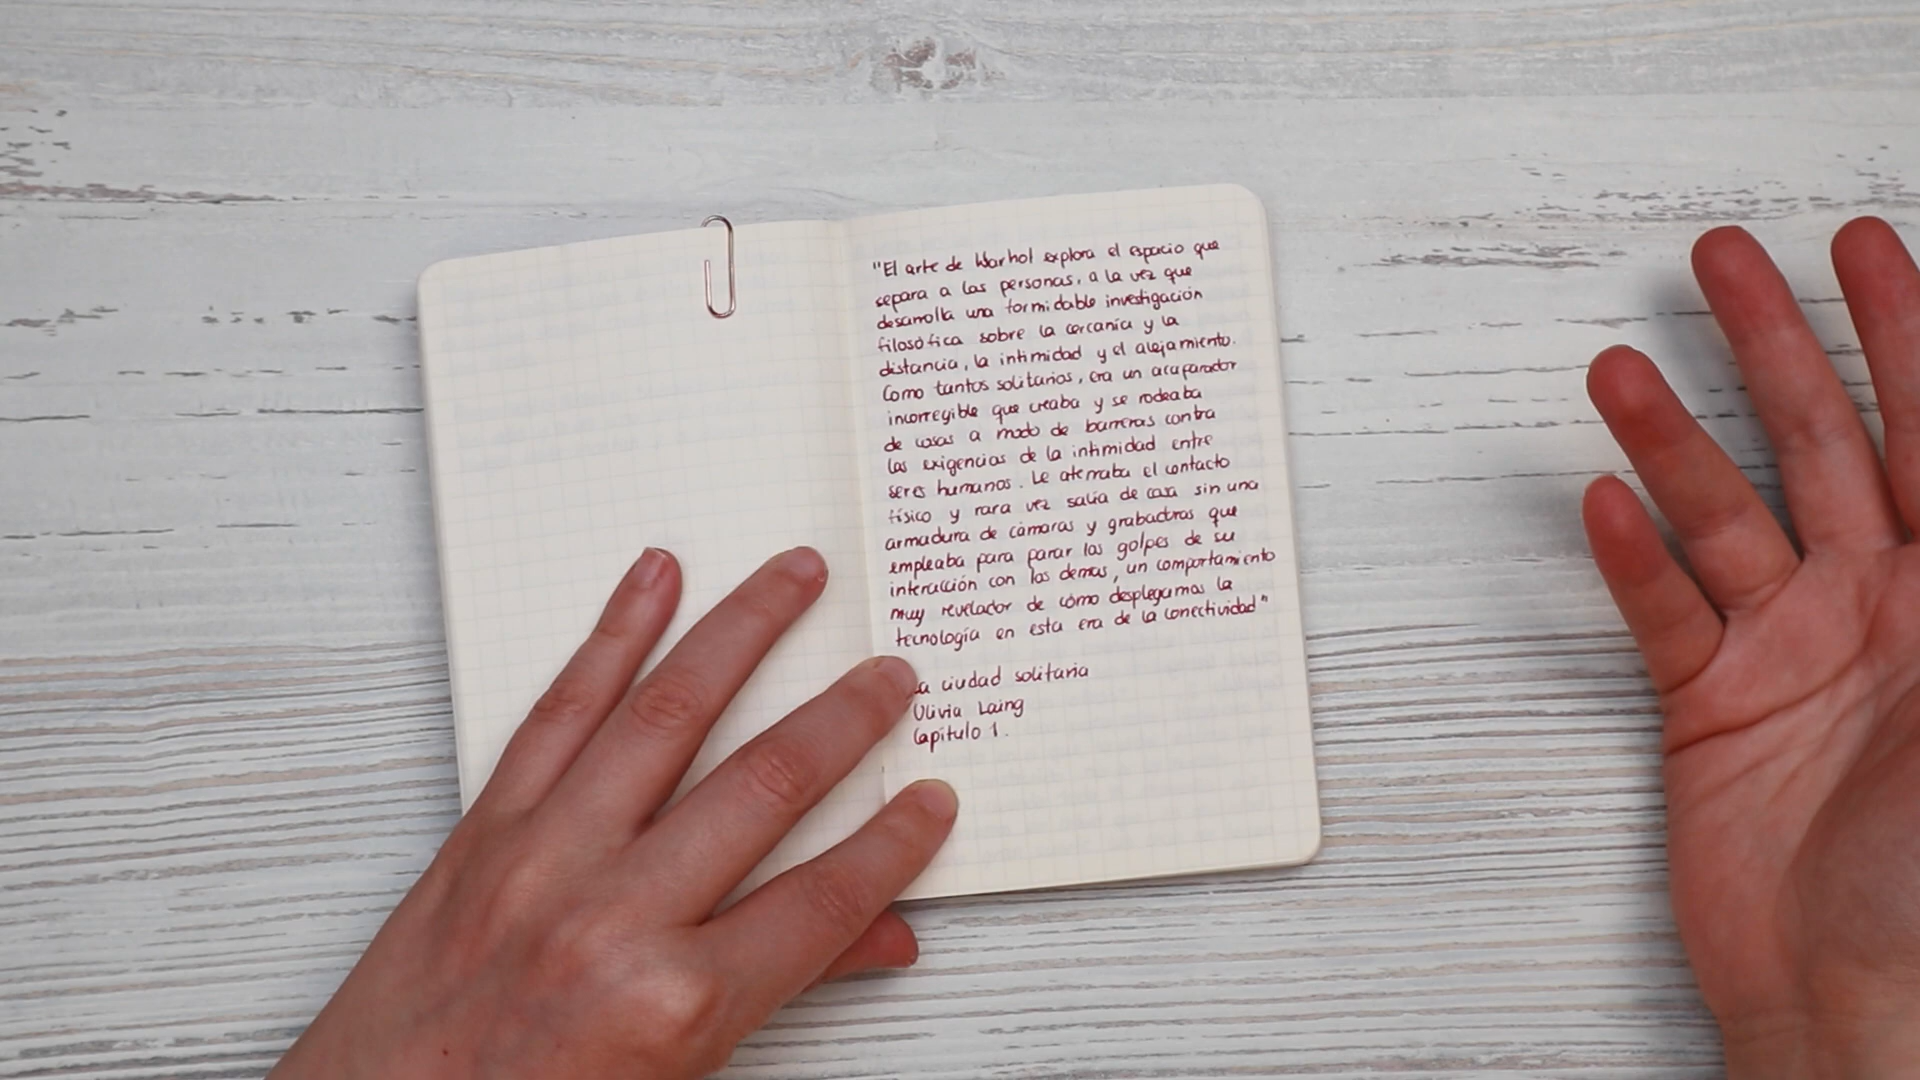 "El arte de Warhol explora el espacio que
separa a las personas, a la vez que
desarrolla una formidable investigación
filosófica sobre la cercanía y la
distancia, la intimidad y el alejamiento.
Como tantos solitarios, era un acaparador
incorregible que creaba y se rodeaba
de cosas a modo de barreras contra
las exigencias de la intimidad entre
seres humanos. Le aterraba el contacto
físico y rara vez salía de casa sin una
armadura de cámaras y grabadoras que
empleaba para parar los golpes de su
interacción con los demas, un comportamiento
muy revelador de cómo desplegamos la
tecnología en esta era de la conectividad"
La ciudad solitaria
Olivia Laing
Capítulo 1.